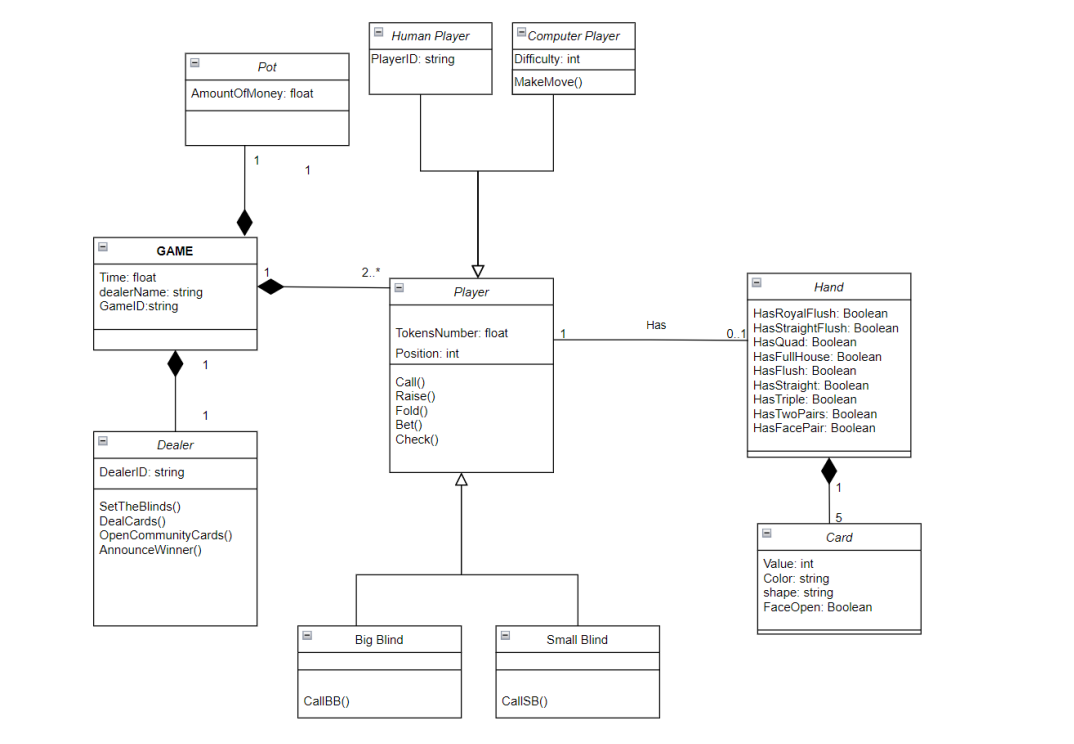 Human Player
PlayerID: string
Computer Player
Difficulty: int
MakeMove()
Pot
AmountOfMoney: float
1
1
GAME
Time: float
dealerName: string
GameID:string
1
2..*
1
1
Player
TokensNumber: float
Position: int
Call()
Raise()
Fold()
Bet()
Check()
1
Has
0..1
Hand
HasRoyalFlush: Boolean
HasStraightFlush: Boolean
HasQuad: Boolean
HasFullHouse: Boolean
HasFlush: Boolean
HasStraight: Boolean
HasTriple: Boolean
HasTwoPairs: Boolean
HasFacePair: Boolean
1
5
Card
Value: int
Color: string
shape: string
FaceOpen: Boolean
Dealer
DealerID: string
SetTheBlinds()
DealCards()
OpenCommunityCards()
AnnounceWinner()
Big Blind
CallBB()
Small Blind
CallSB()